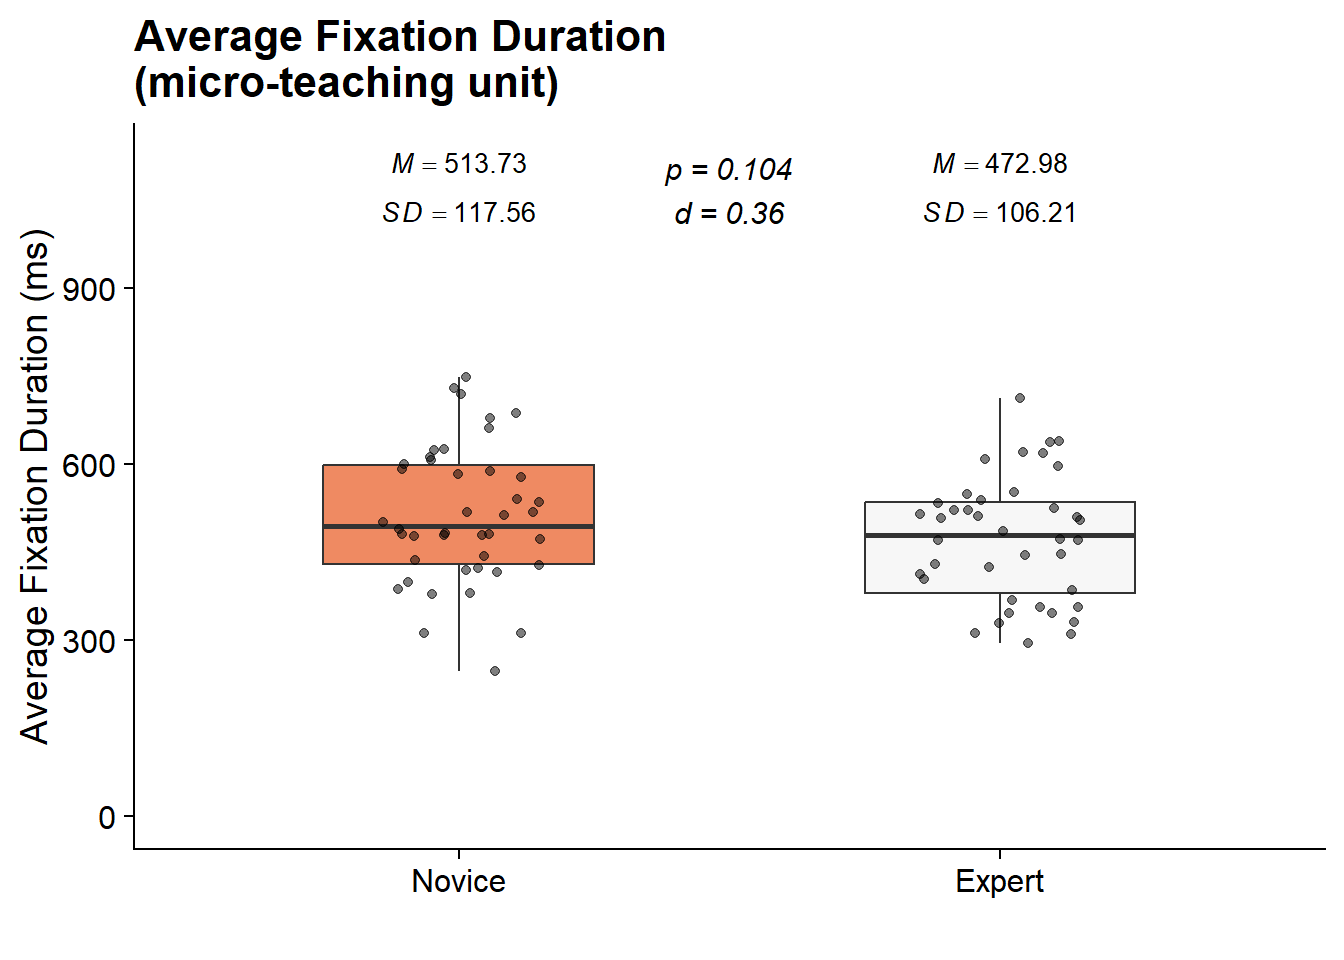 Average Fixation Duration
(micro-teaching unit)
M = 513.73
SD = 117.56
p = 0.104
d = 0.36
M = 472.98
SD = 106.21
Average Fixation Duration (ms)
900
600
300
0
Novice
Expert